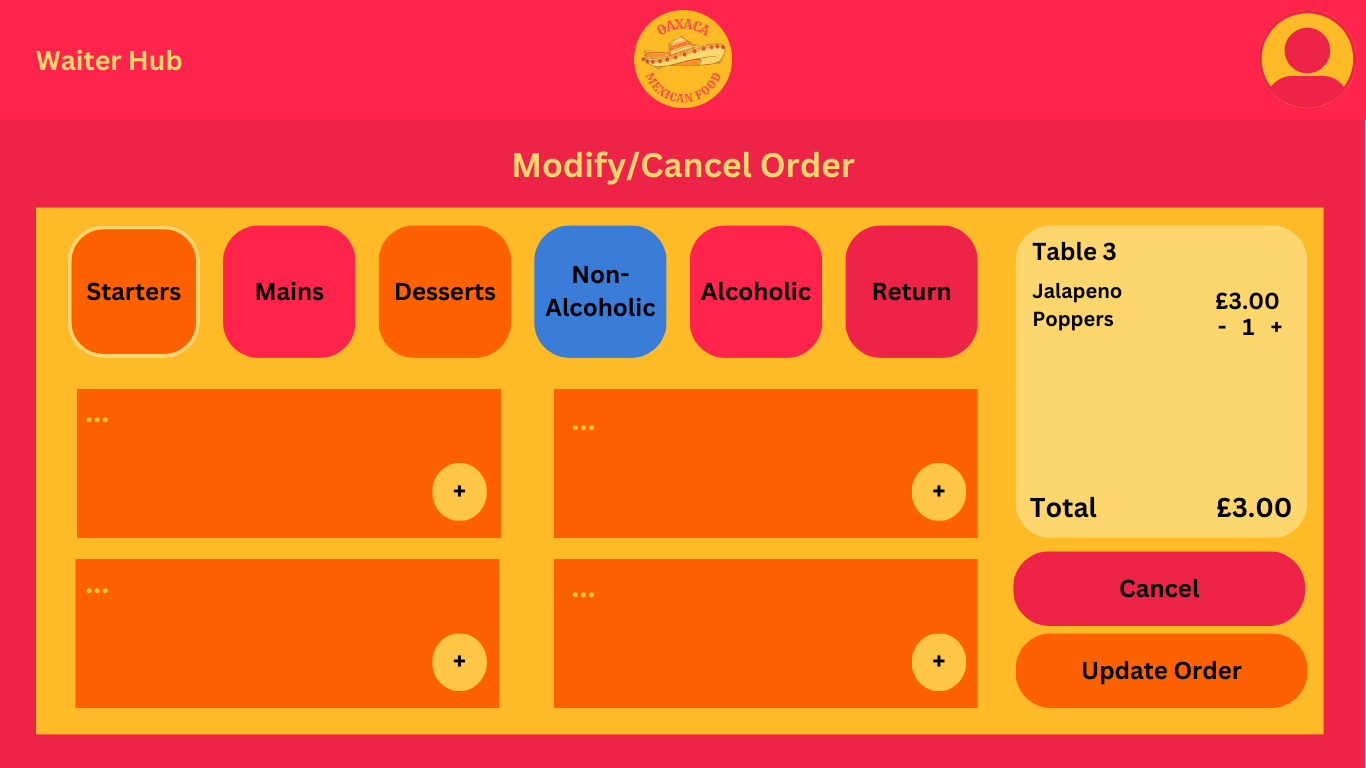 Waiter Hub
OAXACA
MEXICAN FOOD
Modify/Cancel Order
Starters
Mains
Desserts
Non-
Alcoholic
Alcoholic
Return
Table 3
Jalapeno
Poppers
£3.00
- 1 +
Total £3.00
...
+
...
+
...
+
...
+
Cancel
Update Order